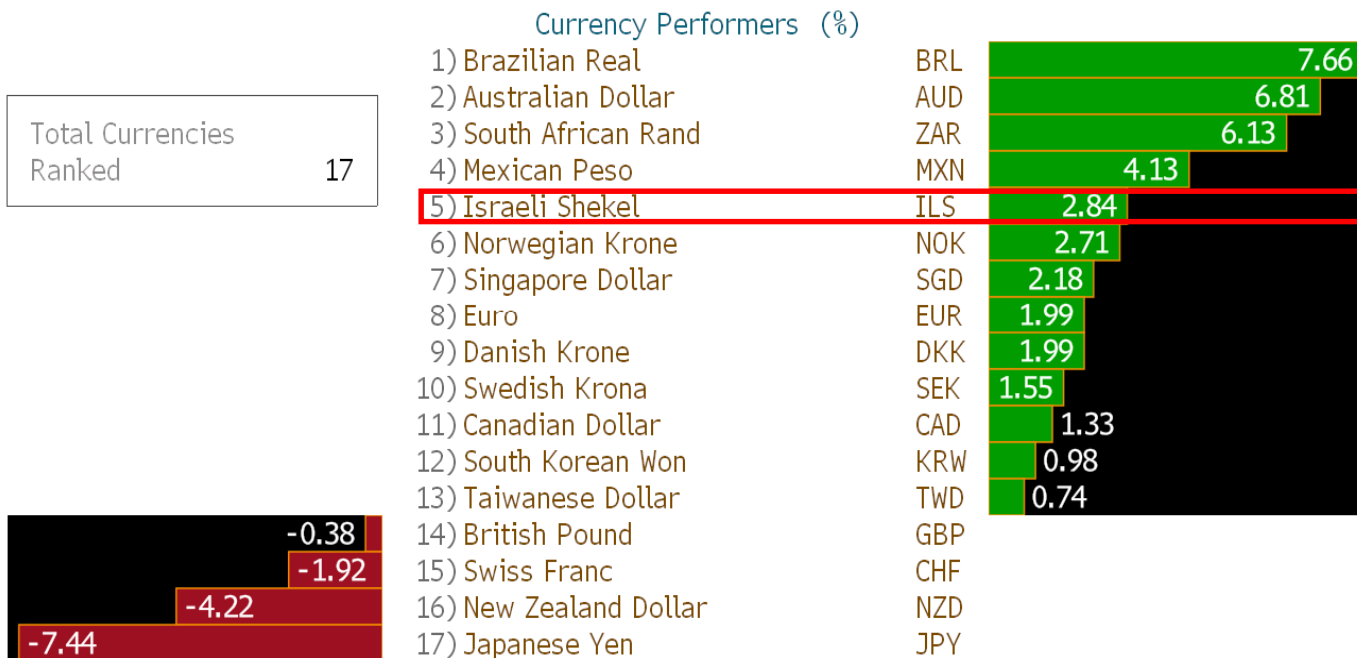 Currency Performers (%)
1) Brazilian Real BRL 7.66
2) Australian Dollar AUD 6.81
Total Currencies
Ranked 17
3) South African Rand ZAR 6.13
4) Mexican Peso MXN 4.13
5) Israeli Shekel ILS 2.84
6) Norwegian Krone NOK 2.71
7) Singapore Dollar SGD 2.18
8) Euro EUR 1.99
9) Danish Krone DKK 1.99
10) Swedish Krona SEK 1.55
11) Canadian Dollar CAD 1.33
12) South Korean Won KRW 0.98
13) Taiwanese Dollar TWD 0.74
-0.38 14) British Pound GBP
-1.92 15) Swiss Franc CHF
-4.22 16) New Zealand Dollar NZD
-7.44 17) Japanese Yen JPY